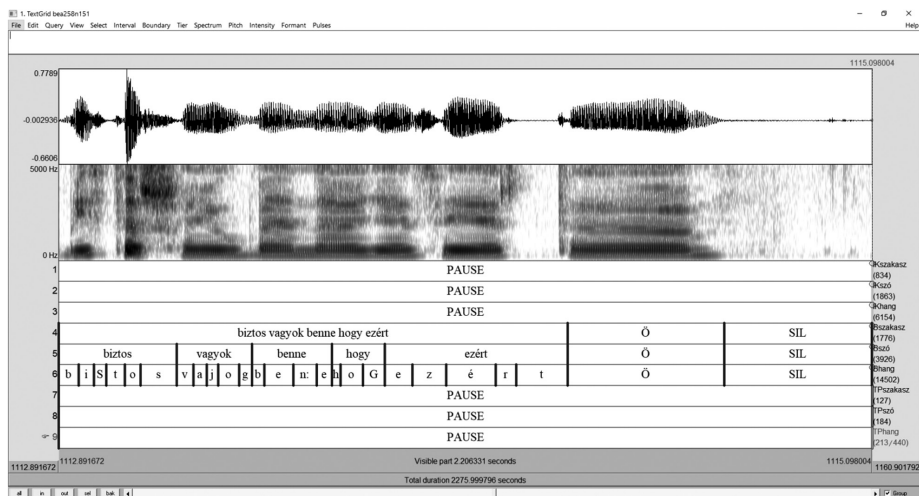 1. TextGrid bea258n151
File Edit Query View Select Interval Boundary Tier Spectrum Pitch Intensity Formant Pulses Help
1115.098004
0.7789
-0.002936
-0.6606
5000 Hz
0 Hz
1 PAUSE Kszakasz (834)
2 PAUSE Kszó (1863)
3 PAUSE Khang (6154)
4 biztos vagyok benne hogy ezért Ö SIL Bszakasz (1776)
5 biztos vagyok benne hogy ezért Ö SIL Bszó (3926)
6 b i S t o s v a j o g b e n: e h o G e z é r t Ö SIL Bhang (14502)
7 PAUSE TPszakasz (127)
8 PAUSE TPszó (184)
9 PAUSE TPhang (213/440)
1112.891672 1112.891672 Visible part 2.206331 seconds 1115.098004 1160.901792
Total duration 2275.999796 seconds
all in out sel bak Group